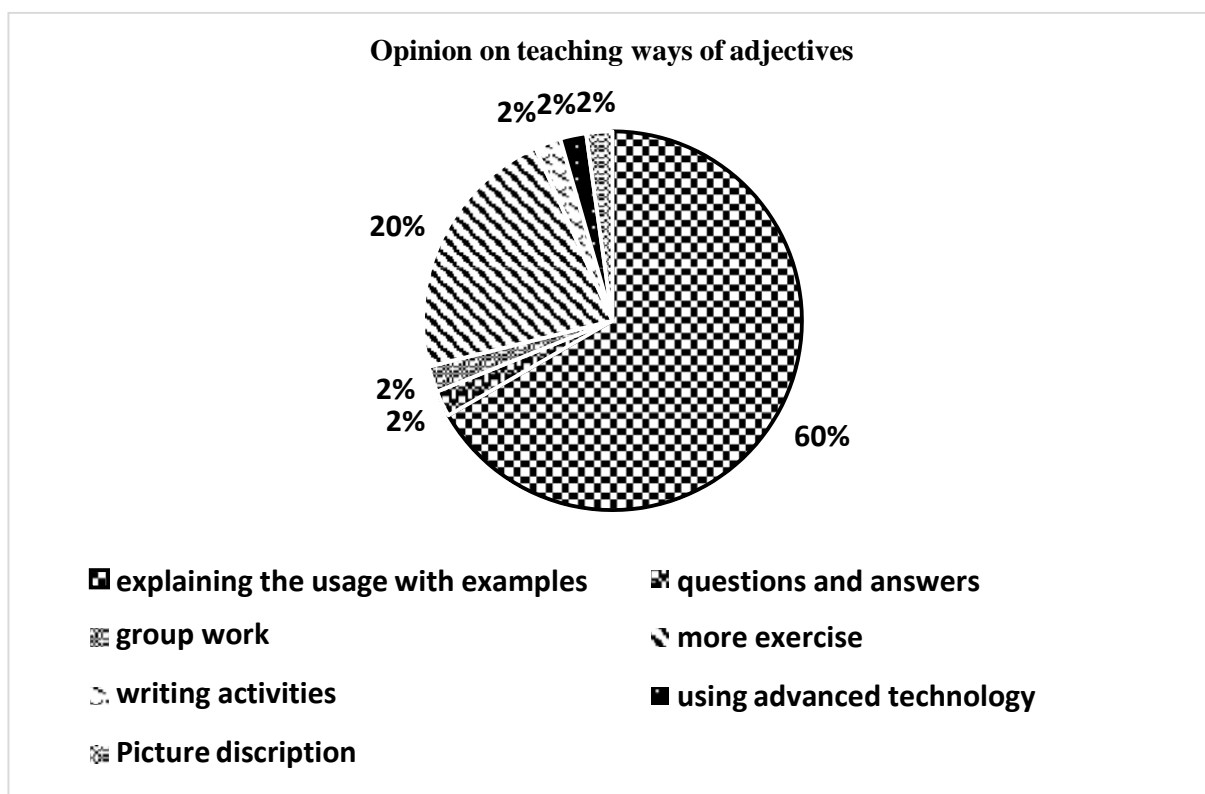 Opinion on teaching ways of adjectives
2% 2% 2%
20%
2%
2%
60%
explaining the usage with examples
questions and answers
group work
more exercise
writing activities
using advanced technology
Picture discription